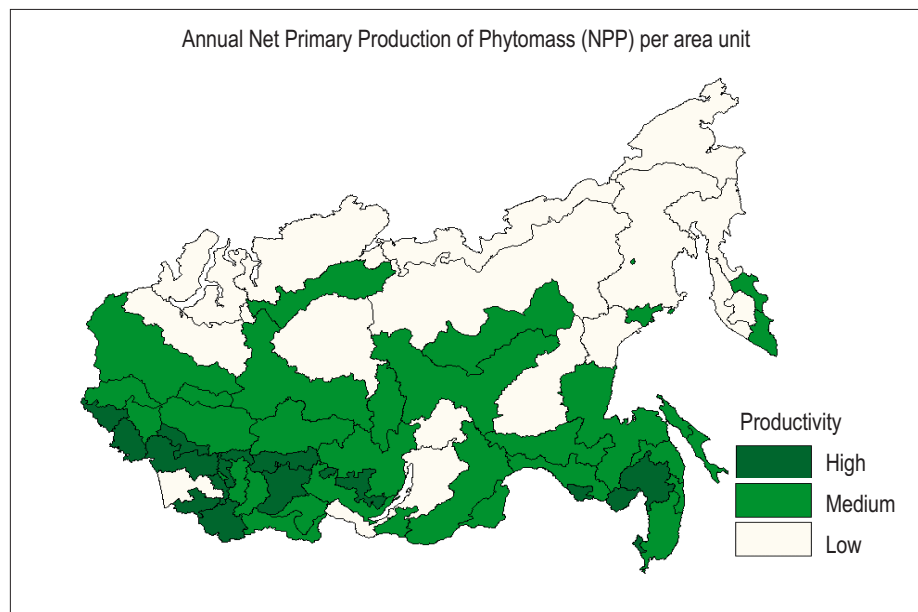 Annual Net Primary Production of Phytomass (NPP) per area unit
Productivity
High
Medium
Low